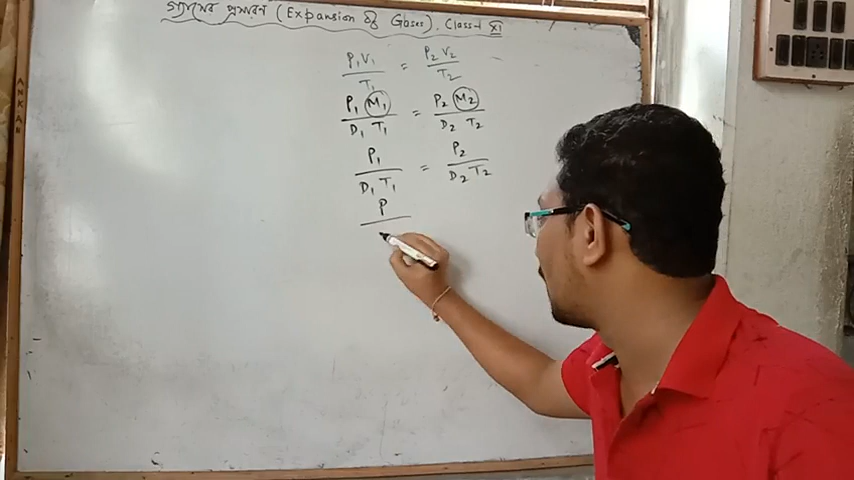 গ্যাসের প্রসারণ (Expansion of Gases). Class-XI
P₁V₁/T₁ = P₂V₂/T₂
P₁M₁/D₁T₁ = P₂M₂/D₂T₂
P₁/D₁T₁ = P₂/D₂T₂
P
ANKAN